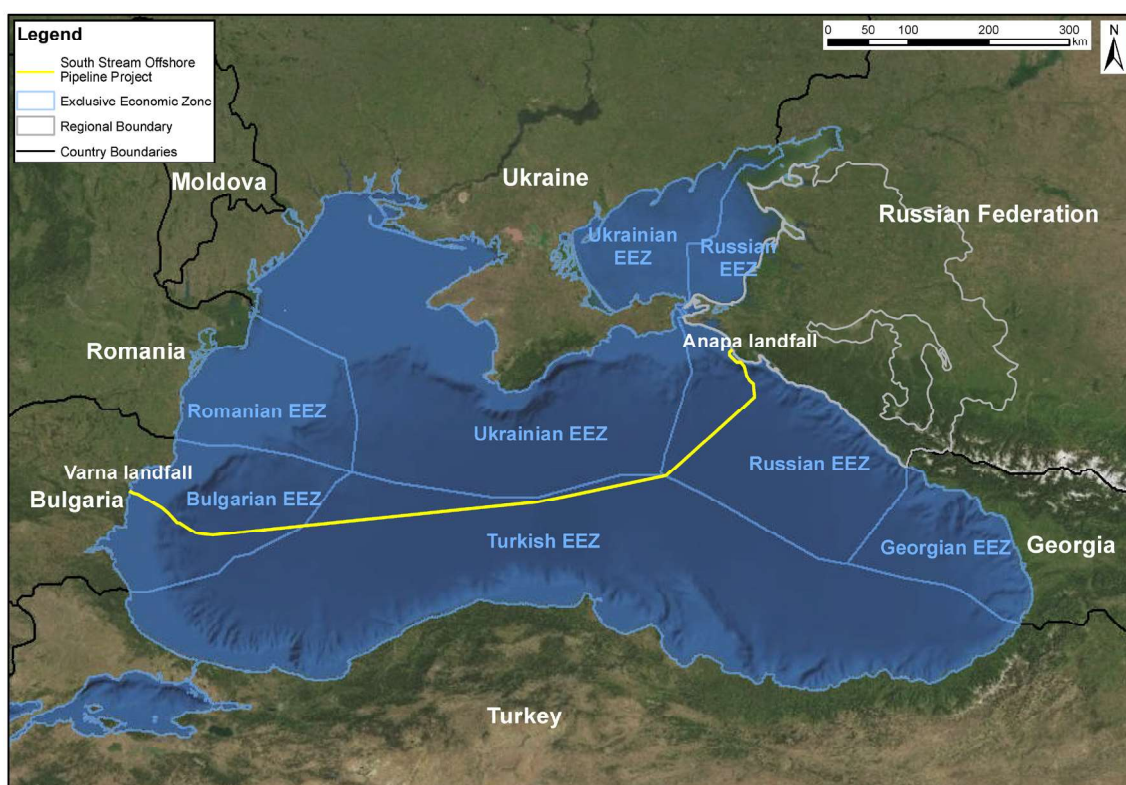 Legend
South Stream Offshore
Pipeline Project
Exclusive Economic Zone
Regional Boundary
Country Boundaries
0 50 100 200 300
km
N
Moldova
Ukraine
Russian Federation
Ukrainian
EEZ
Russian
EEZ
Anapa landfall
Romania
Romanian EEZ
Ukrainian EEZ
Russian EEZ
Varna landfall
Bulgaria
Bulgarian EEZ
Turkish EEZ
Georgian EEZ
Georgia
Turkey